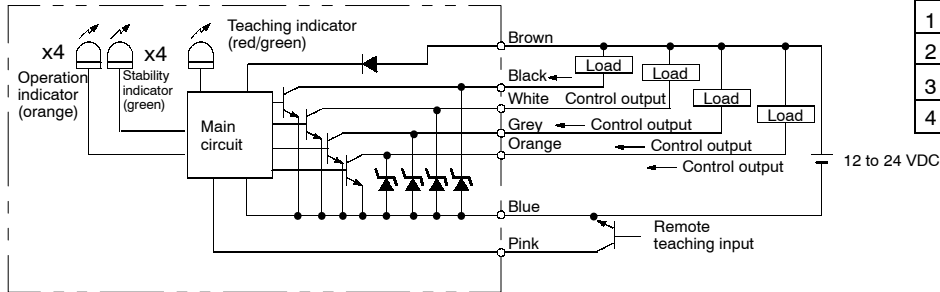 x4
x4
Teaching indicator
(red/green)
Operation
indicator
(orange)
Stability
indicator
(green)
Main
circuit
Brown
Black
White
Grey
Orange
Blue
Pink
Load
Load
Load
Load
Control output
Control output
Control output
Control output
12 to 24 VDC
Remote
teaching input
1
2
3
4